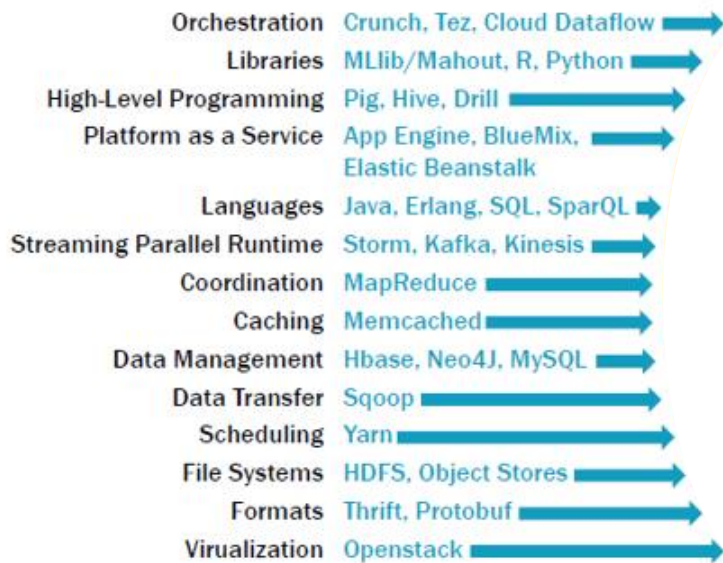 Orchestration Crunch, Tez, Cloud Dataflow
Libraries MLlib/Mahout, R, Python
High-Level Programming Pig, Hive, Drill
Platform as a Service App Engine, BlueMix,
Elastic Beanstalk
Languages Java, Erlang, SQL, SparQL
Streaming Parallel Runtime Storm, Kafka, Kinesis
Coordination MapReduce
Caching Memcached
Data Management Hbase, Neo4J, MySQL
Data Transfer Sqoop
Scheduling Yarn
File Systems HDFS, Object Stores
Formats Thrift, Protobuf
Virualization Openstack